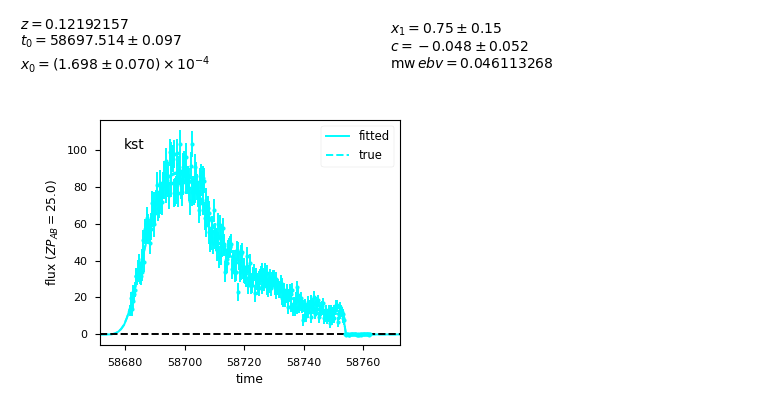 z = 0.12192157
t₀ = 58697.514 ± 0.097
x₀ = (1.698 ± 0.070) × 10⁻⁴
x₁ = 0.75 ± 0.15
c = −0.048 ± 0.052
mw ebv = 0.046113268
kst
fitted
true
flux (ZP_AB = 25.0)
100
80
60
40
20
0
58680 58700 58720 58740 58760
time